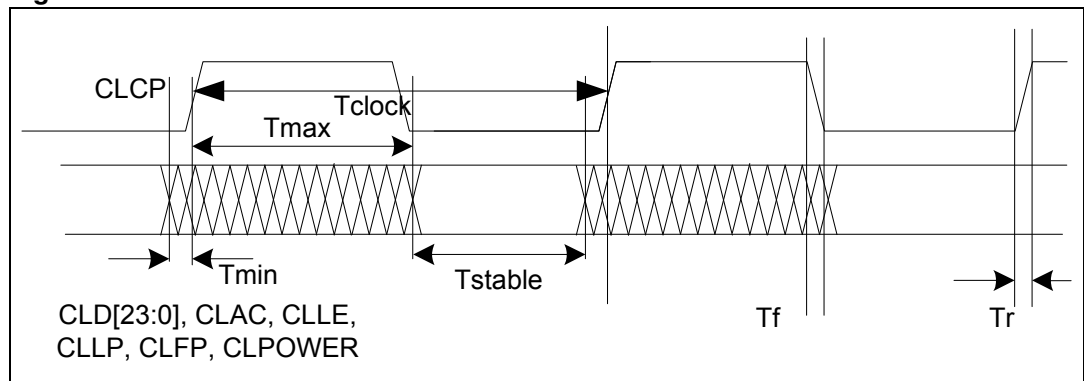 CLCP
Tclock
Tmax
Tmin
Tstable
Tf
Tr
CLD[23:0], CLAC, CLLE,
CLLP, CLFP, CLPOWER